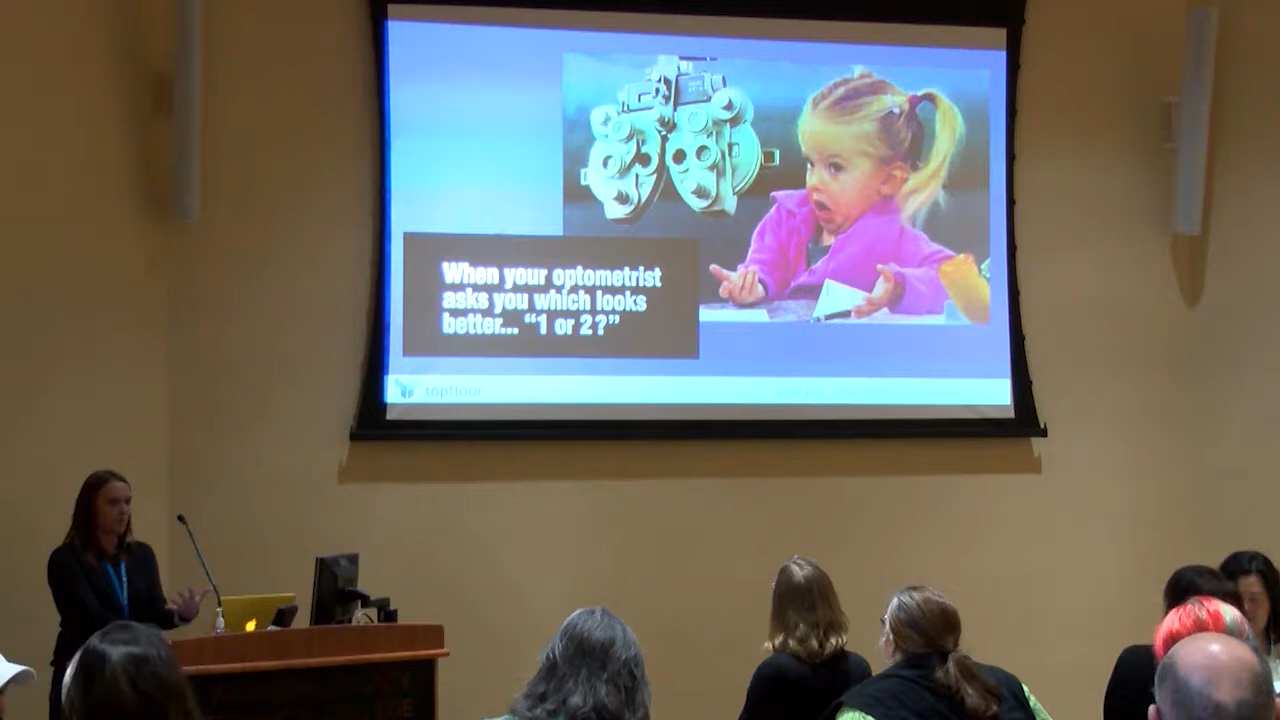 When your optometrist
asks you which looks
better... “1 or 2?”
topfloor